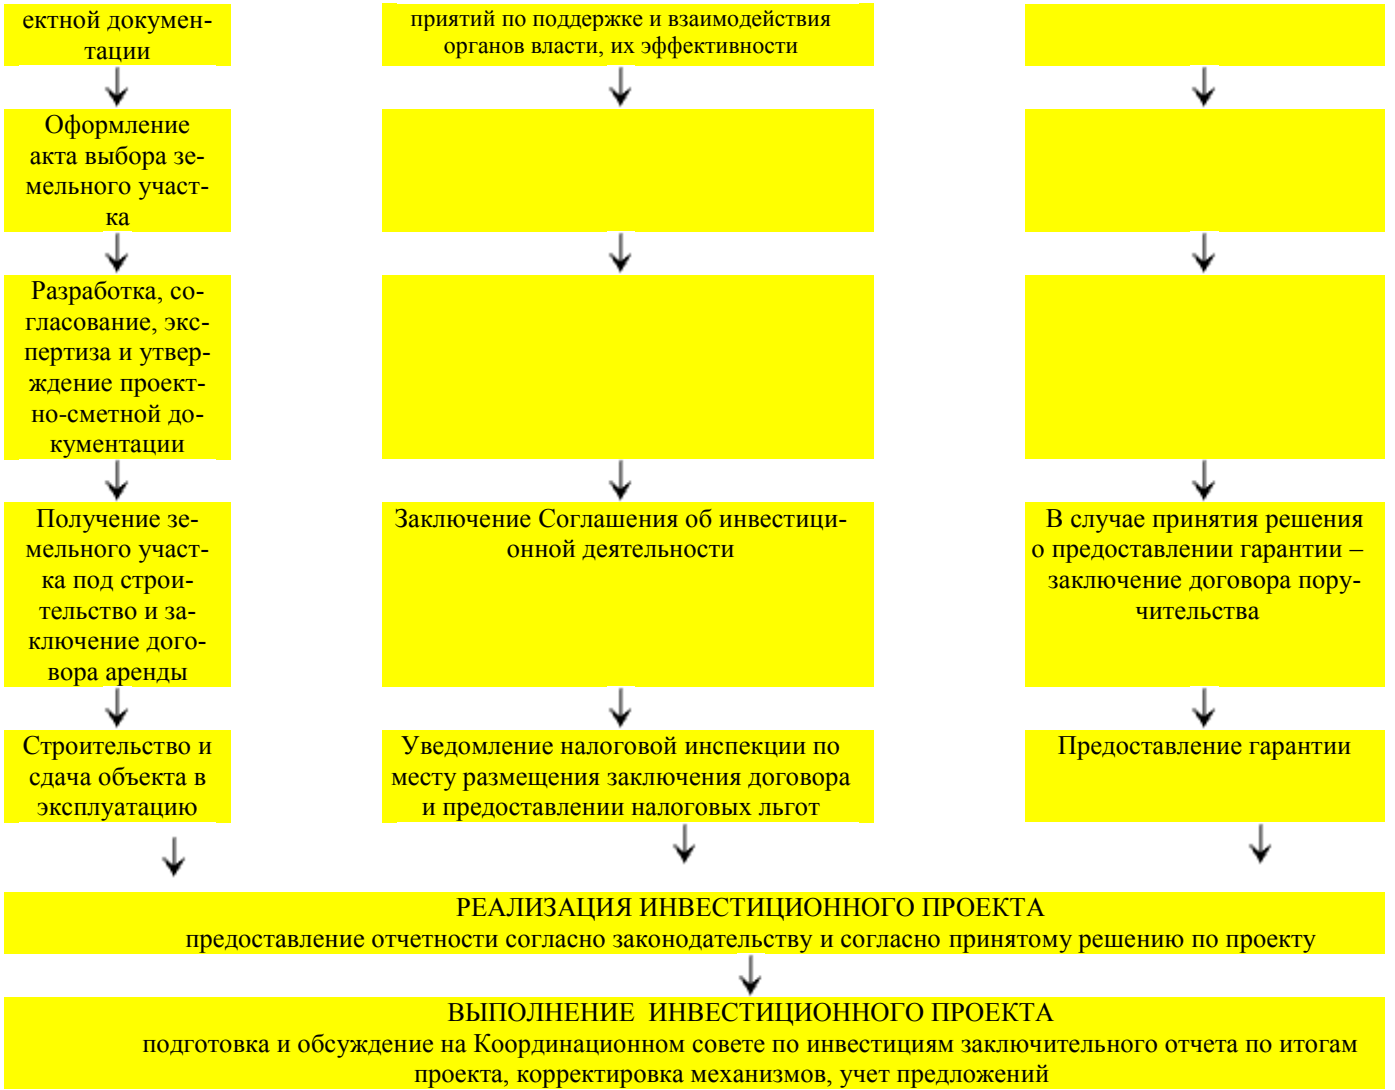 ектной докумен-
тации
приятий по поддержке и взаимодействия
органов власти, их эффективности
Оформление
акта выбора зе-
мельного участ-
ка
Разработка, со-
гласование, экс-
пертиза и утвер-
ждение проект-
но-сметной до-
кументации
Получение зе-
мельного участ-
ка под строи-
тельство и за-
ключение дого-
вора аренды
Заключение Соглашения об инвестици-
онной деятельности
В случае принятия решения
о предоставлении гарантии –
заключение договора пору-
чительства
Строительство и
сдача объекта в
эксплуатацию
Уведомление налоговой инспекции по
месту размещения заключения договора
и предоставлении налоговых льгот
Предоставление гарантии
РЕАЛИЗАЦИЯ ИНВЕСТИЦИОННОГО ПРОЕКТА
предоставление отчетности согласно законодательству и согласно принятому решению по проекту
ВЫПОЛНЕНИЕ ИНВЕСТИЦИОННОГО ПРОЕКТА
подготовка и обсуждение на Координационном совете по инвестициям заключительного отчета по итогам
проекта, корректировка механизмов, учет предложений